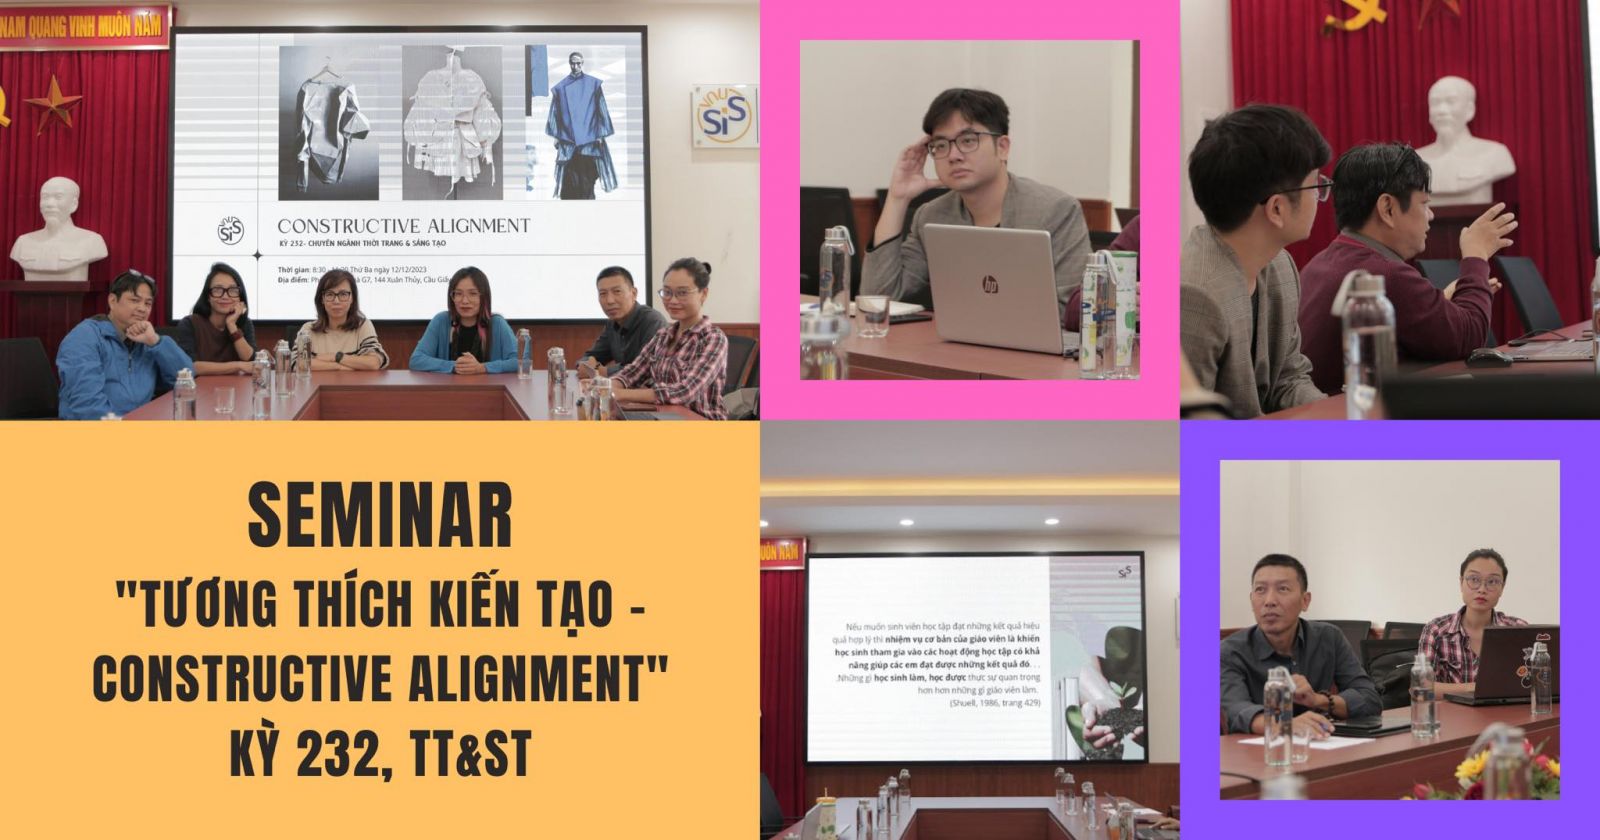 NAM QUANG VINH MUÔN NĂM
VNU
SiS
VNU
SiS
CONSTRUCTIVE ALIGNMENT
KỲ 232- CHUYÊN NGÀNH THỜI TRANG & SÁNG TẠO
Thời gian: 8:30 Thứ Ba ngày 12/12/2023
Địa điểm: G7, 144 Xuân Thủy, Cầu Giấy
hp
SEMINAR
"TƯƠNG THÍCH KIẾN TẠO -
CONSTRUCTIVE ALIGNMENT"
KỲ 232, TT&ST
MUÔN NĂM
SiS
Nếu muốn sinh viên học tập đạt những kết quả hiệu
quả hợp lý thì nhiệm vụ cơ bản của giáo viên là khiến
học sinh tham gia vào các hoạt động học tập có khả
năng giúp các em đạt được những kết quả đó. . .
.Những gì học sinh làm, học được thực sự quan trọng
hơn hơn những gì giáo viên làm.
(Shuell, 1986, trang 429)